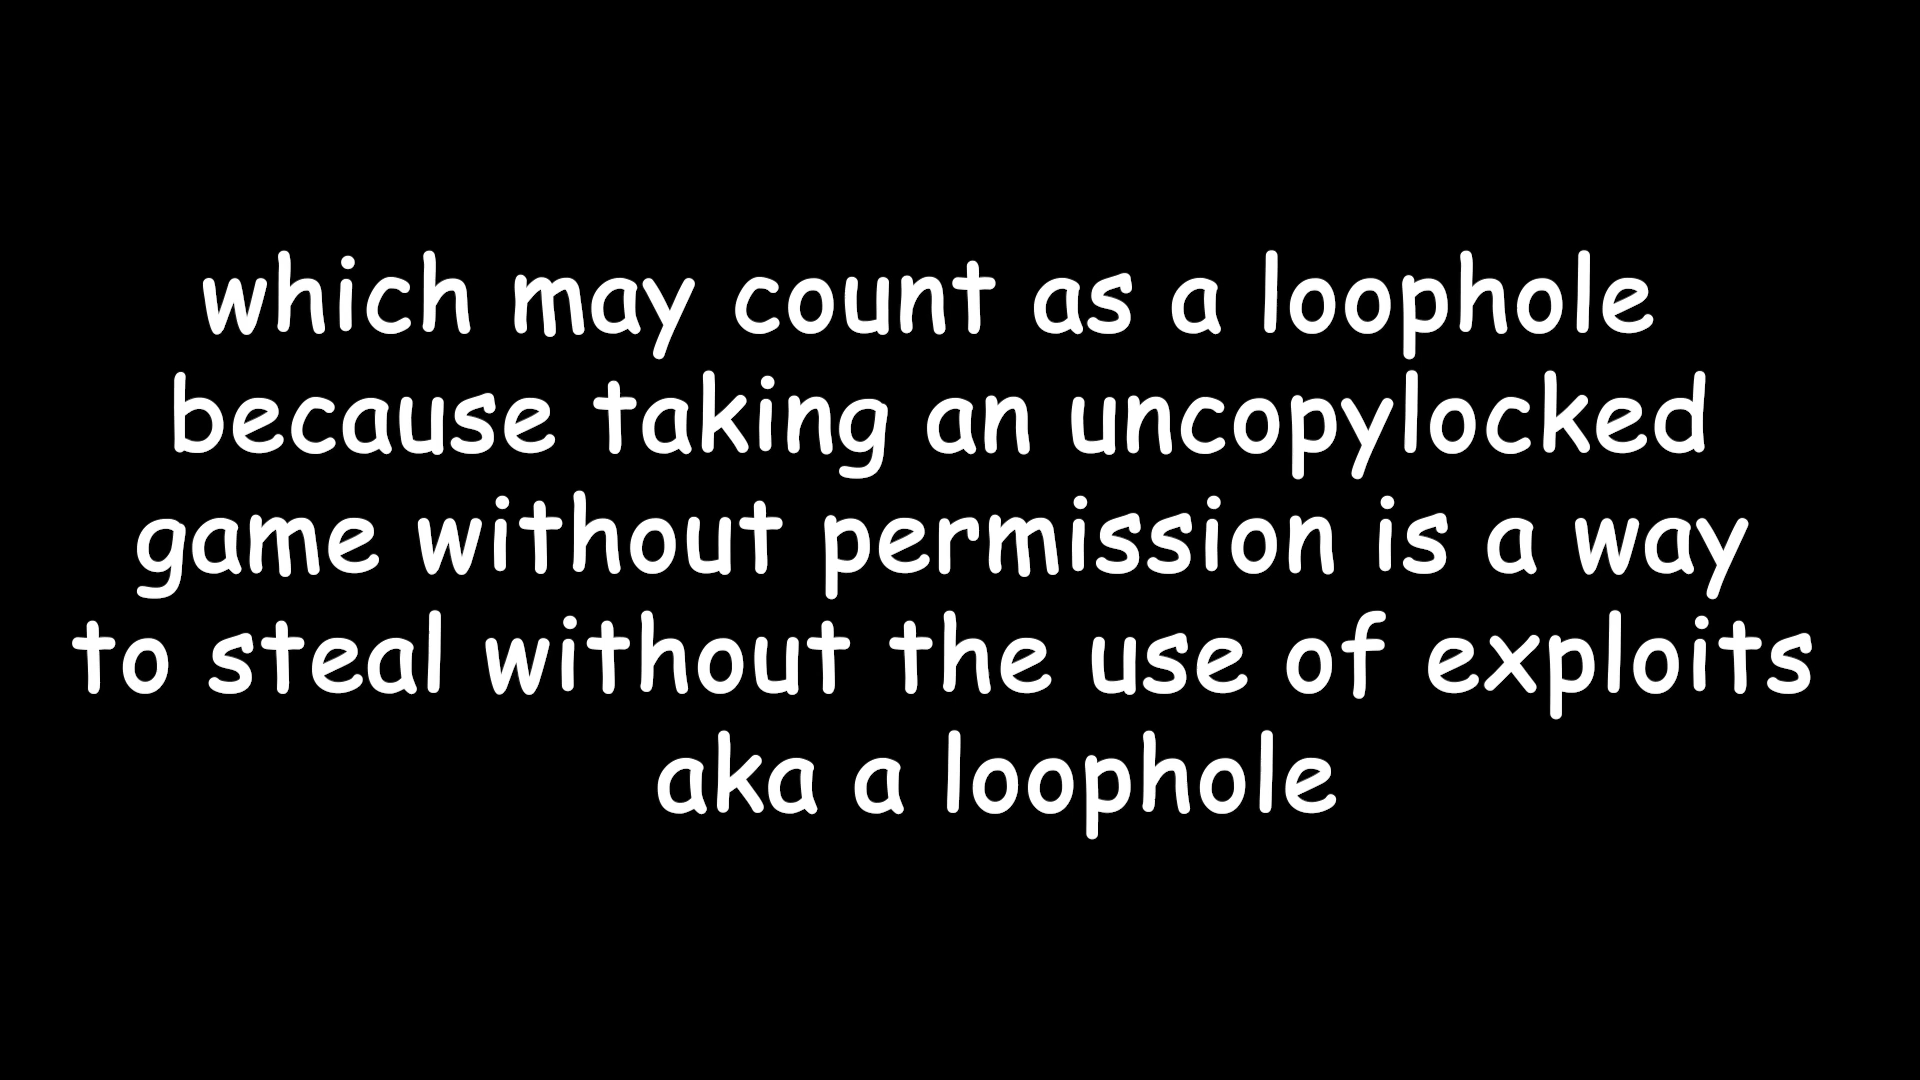 which may count as a loophole
because taking an uncopylocked
game without permission is a way
to steal without the use of exploits
aka a loophole